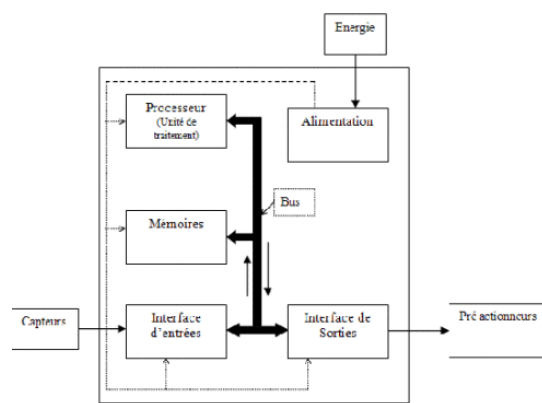 Energie
Processeur
(Unité de
traitement)
Alimentation
Bus
Mémoires
Capteurs
Interface
d'entrées
Interface de
Sorties
Pré actionneurs